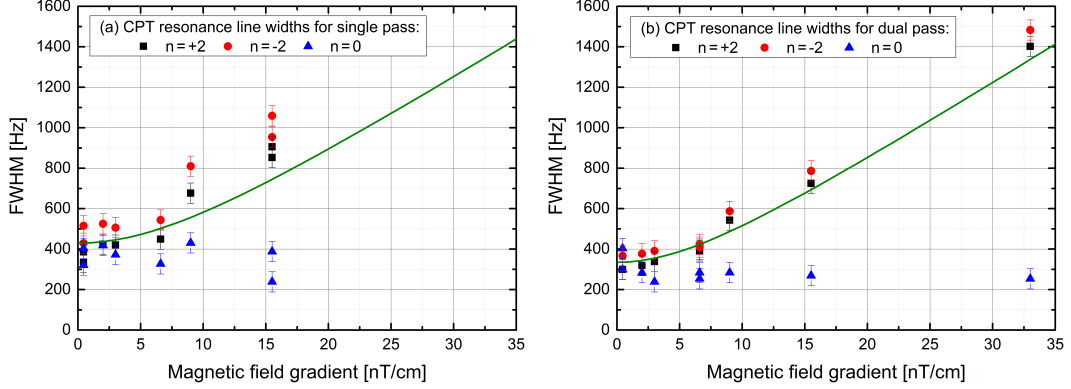 (a) CPT resonance line widths for single pass:
n=+2 n=-2 n=0
FWHM [Hz]
1600
1400
1200
1000
800
600
400
200
0
0 5 10 15 20 25 30 35
Magnetic field gradient [nT/cm]
(b) CPT resonance line widths for dual pass:
n=+2 n=-2 n=0
FWHM [Hz]
1600
1400
1200
1000
800
600
400
200
0
0 5 10 15 20 25 30 35
Magnetic field gradient [nT/cm]